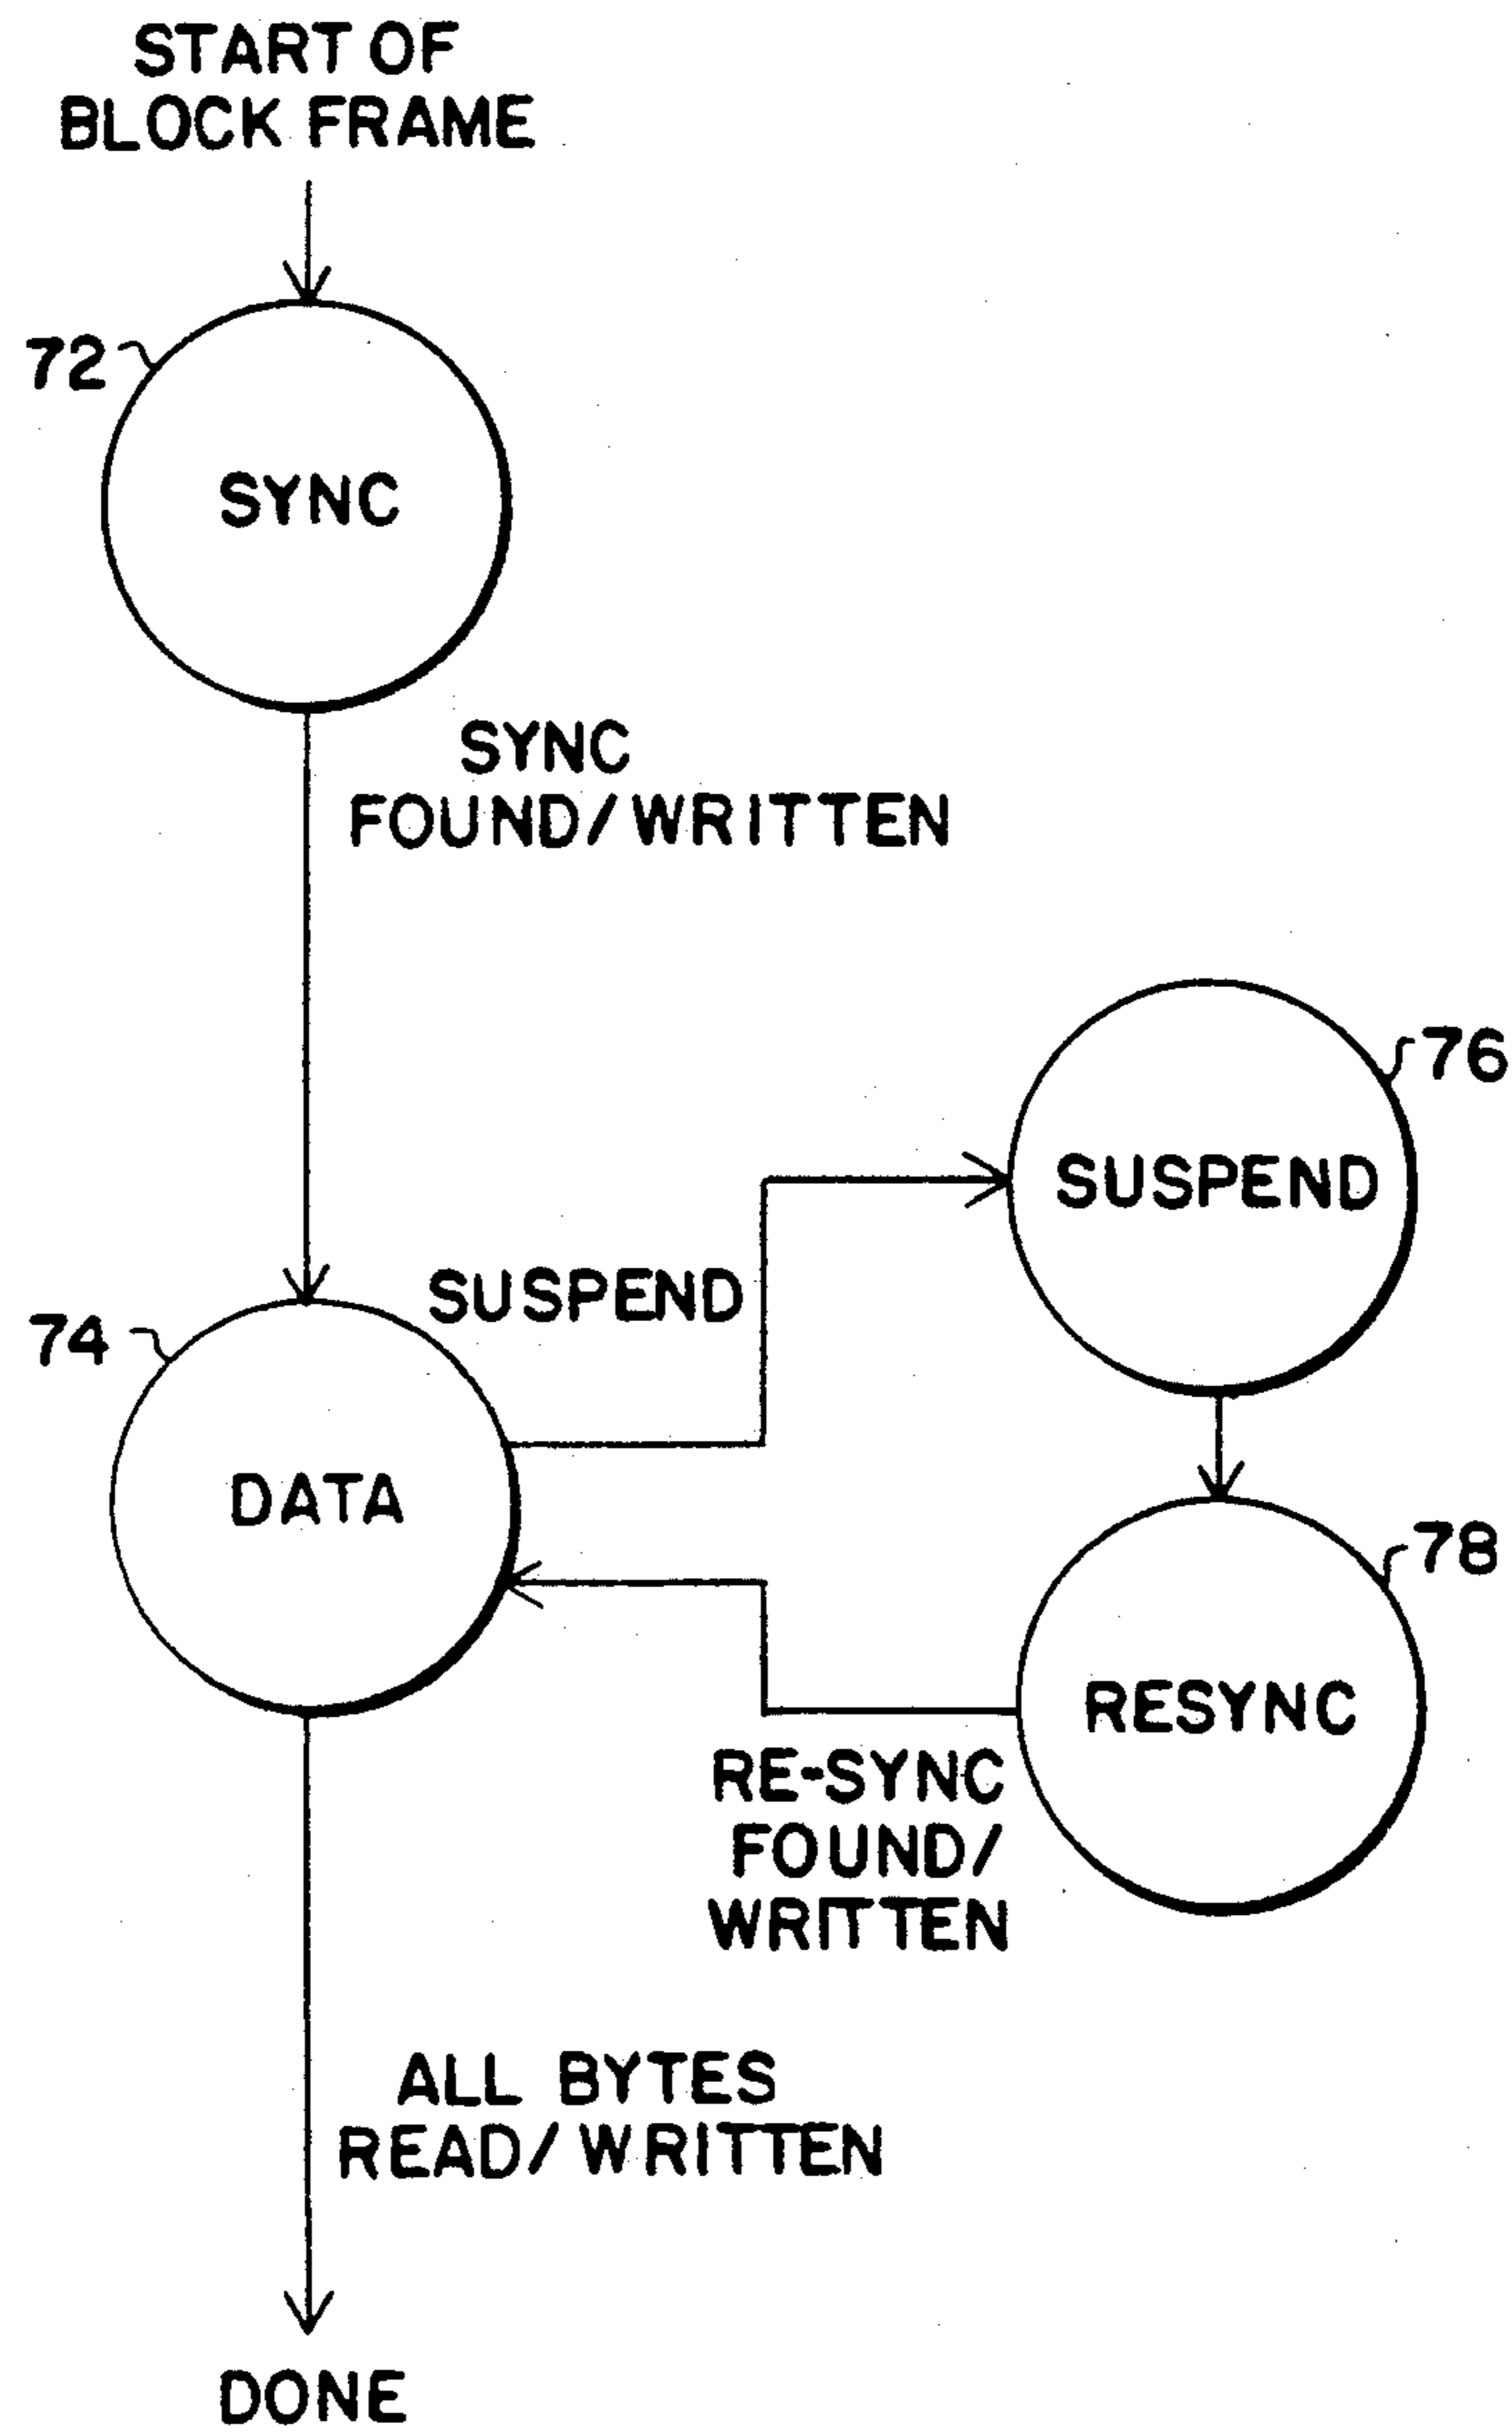 START OF
BLOCK FRAME
72
SYNC
SYNC
FOUND/WRITTEN
76
SUSPEND
SUSPEND
74
DATA
78
RESYNC
RE-SYNC
FOUND/
WRITTEN
ALL BYTES
READ/WRITTEN
DONE